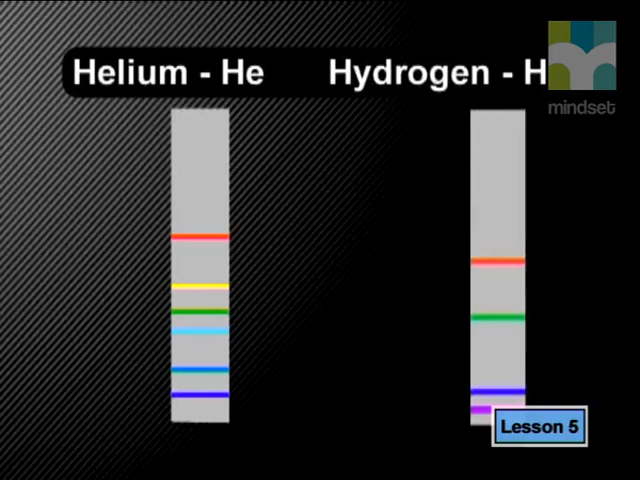 Helium - He
Hydrogen - H
mindset
Lesson 5